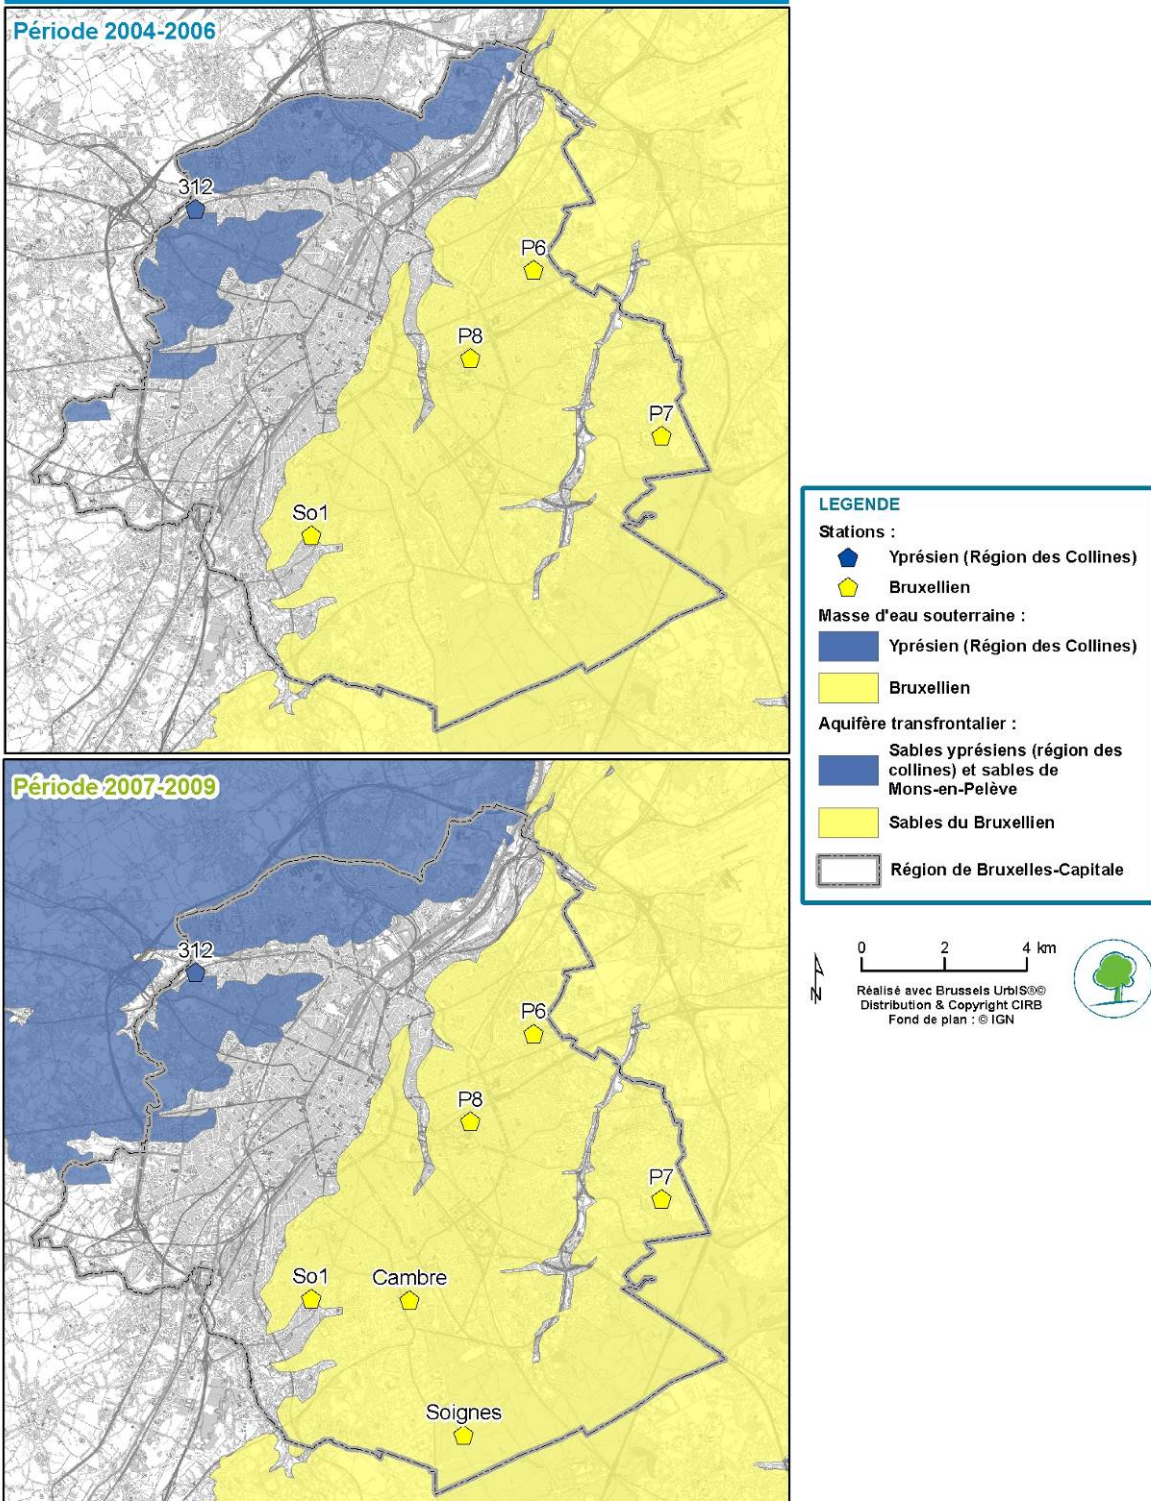 Période 2004-2006
312
P6
P8
P7
So1
Période 2007-2009
312
P6
P8
P7
So1
Cambre
Soignes
LEGENDE
Stations :
Yprésien (Région des Collines)
Bruxellien
Masse d'eau souterraine :
Yprésien (Région des Collines)
Bruxellien
Aquifère transfrontalier :
Sables yprésiens (région des
collines) et sables de
Mons-en-Pelève
Sables du Bruxellien
Région de Bruxelles-Capitale
0 2 4 km
N
Réalisé avec Brussels UrbIS®©
Distribution & Copyright CIRB
Fond de plan : © IGN